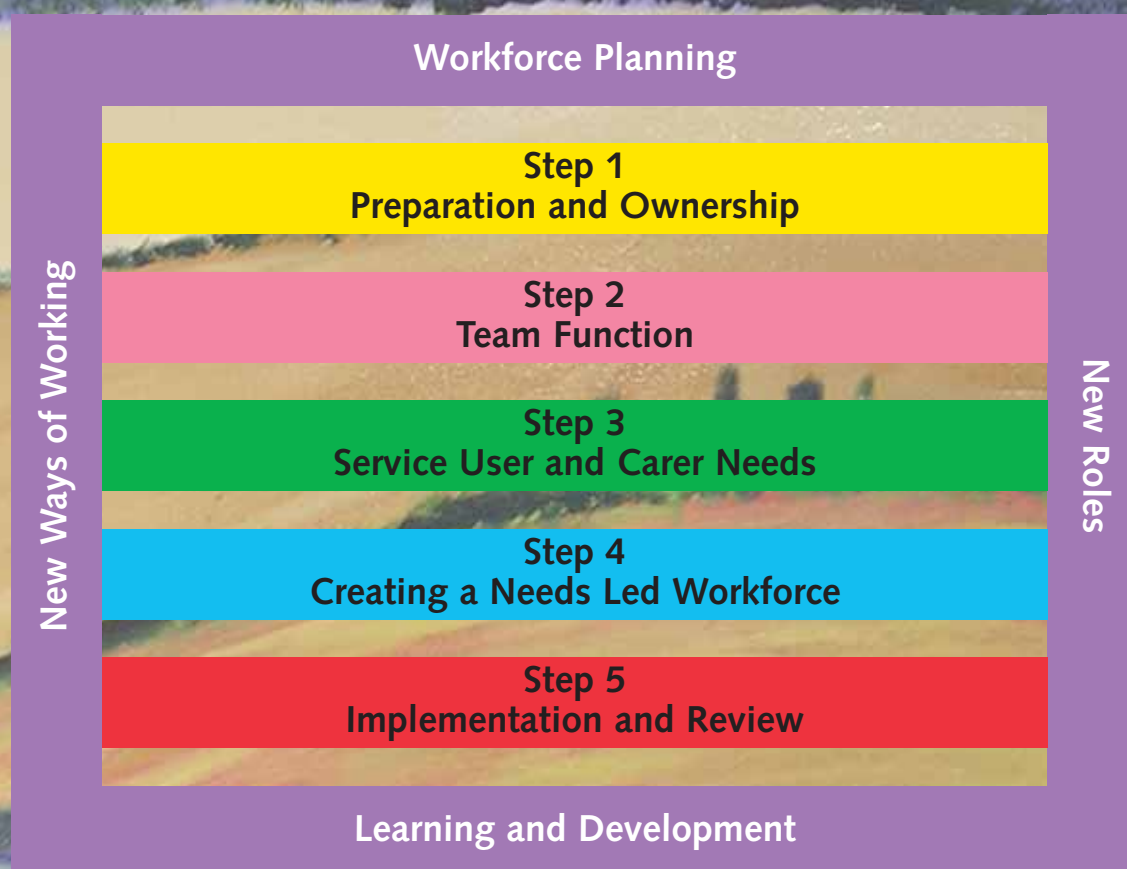 Workforce Planning
Step 1
Preparation and Ownership
Step 2
Team Function
Step 3
Service User and Carer Needs
Step 4
Creating a Needs Led Workforce
Step 5
Implementation and Review
New Ways of Working
New Roles
Learning and Development